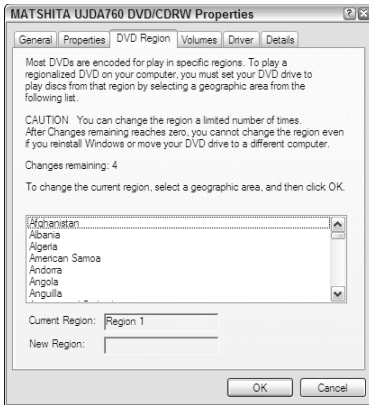 MATSHITA UJDA760 DVD/CDRW Properties
General Properties DVD Region Volumes Driver Details
Most DVDs are encoded for play in specific regions. To play a
regionalized DVD on your computer, you must set your DVD drive to
play discs from that region by selecting a geographic area from the
following list.
CAUTION You can change the region a limited number of times.
After Changes remaining reaches zero, you cannot change the region even
if you reinstall Windows or move your DVD drive to a different computer.
Changes remaining: 4
To change the current region, select a geographic area, and then click OK.
Afghanistan
Albania
Algeria
American Samoa
Andorra
Angola
Anguilla
Current Region: Region 1
New Region:
OK Cancel